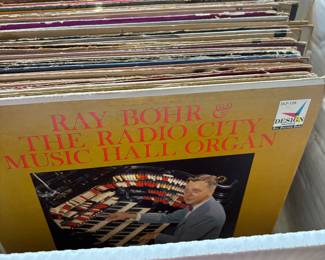 RAY BOHR &
THE RADIO CITY
MUSIC HALL ORGAN
DESIGN